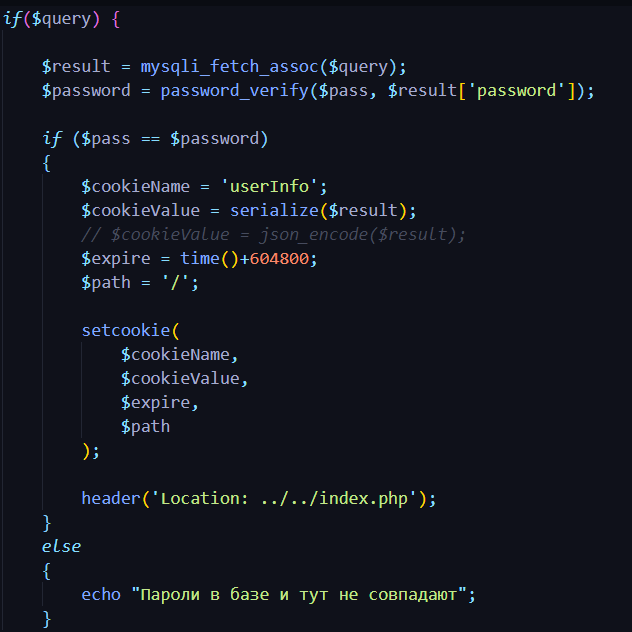 if($query) {
$result = mysqli_fetch_assoc($query);
$password = password_verify($pass, $result['password']);
if ($pass == $password)
{
$cookieName = 'userInfo';
$cookieValue = serialize($result);
// $cookieValue = json_encode($result);
$expire = time()+604800;
$path = '/';
setcookie(
$cookieName,
$cookieValue,
$expire,
$path
);
header('Location: ../../index.php');
}
else
{
echo "Пароли в базе и тут не совпадают";
}